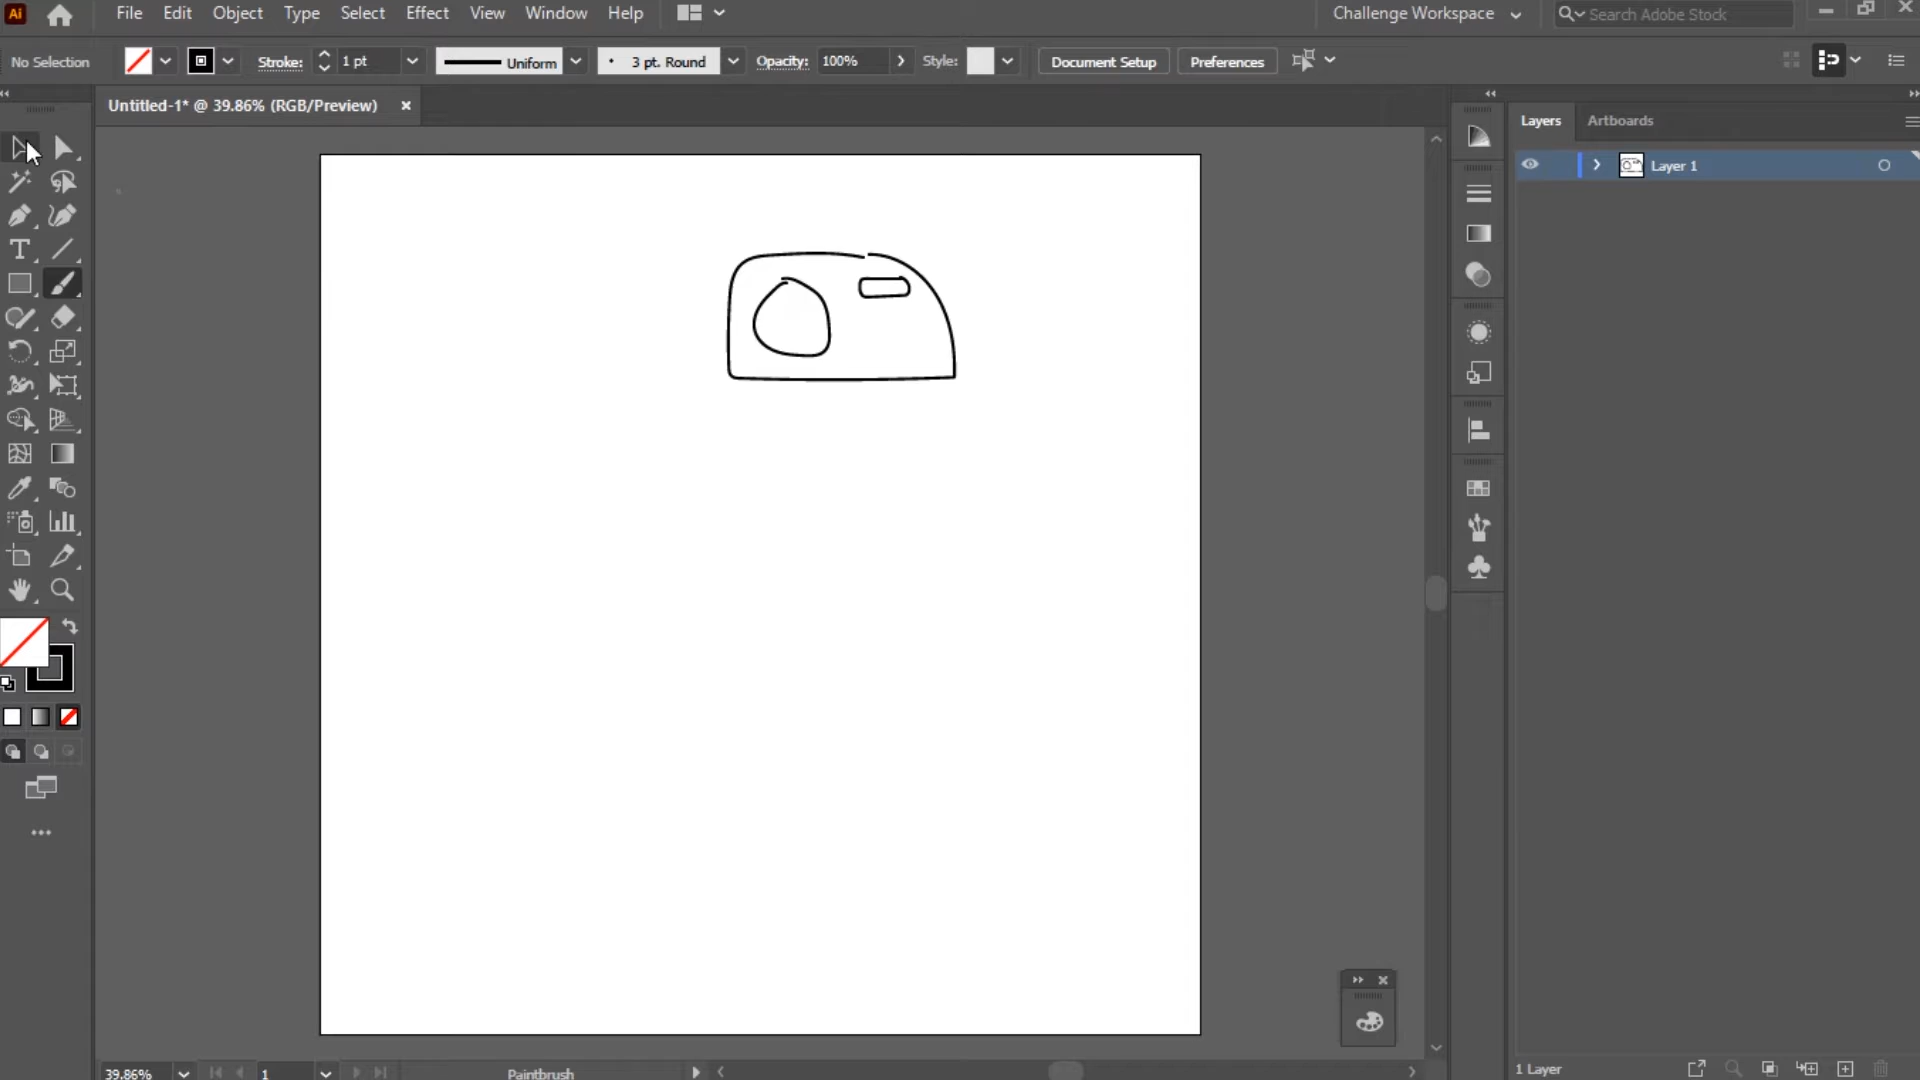 Ai File Edit Object Type Select Effect View Window Help Challenge Workspace Search Adobe Stock
No Selection Stroke: 1 pt Uniform 3 pt. Round Opacity: 100% Style: Document Setup Preferences
Untitled-1* @ 39.86% (RGB/Preview)
Layers Artboards
Layer 1
39.86% 1 Paintbrush
1 Layer